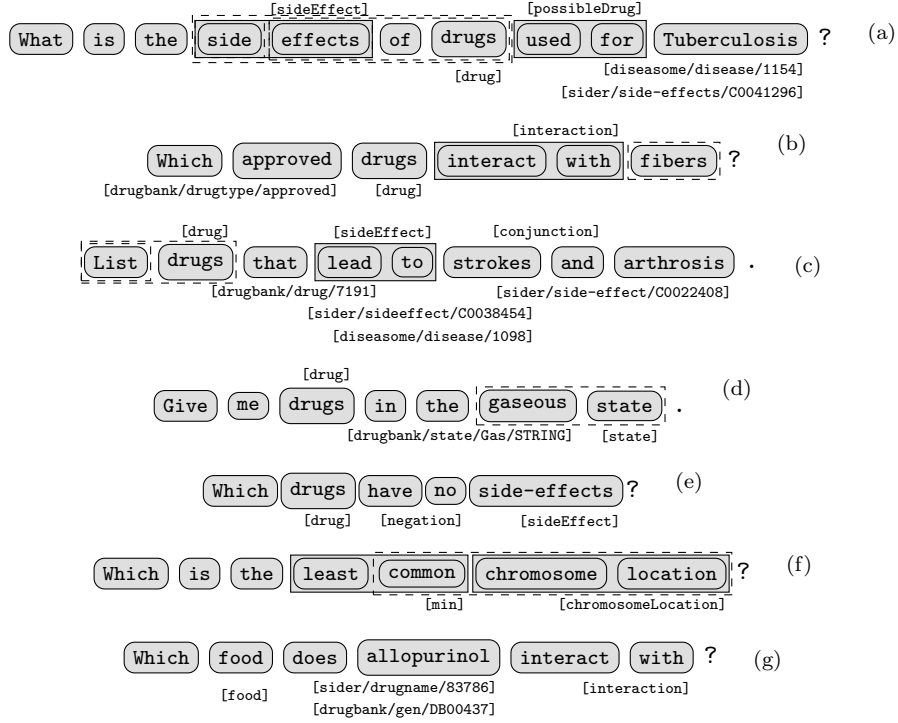 [sideEffect] [possibleDrug]
What is the side effects of drugs used for Tuberculosis ? (a)
[drug] [diseasome/disease/1154]
[sider/side-effects/C0041296]
[interaction]
Which approved drugs interact with fibers ? (b)
[drugbank/drugtype/approved] [drug]
[drug] [sideEffect] [conjunction]
List drugs that lead to strokes and arthrosis . (c)
[drugbank/drug/7191] [sider/side-effect/C0022408]
[sider/sideeffect/C0038454]
[diseasome/disease/1098]
[drug]
Give me drugs in the gaseous state . (d)
[drugbank/state/Gas/STRING] [state]
Which drugs have no side-effects ? (e)
[drug] [negation] [sideEffect]
Which is the least common chromosome location ? (f)
[min] [chromosomeLocation]
Which food does allopurinol interact with ? (g)
[food] [sider/drugname/83786] [interaction]
[drugbank/gen/DB00437]